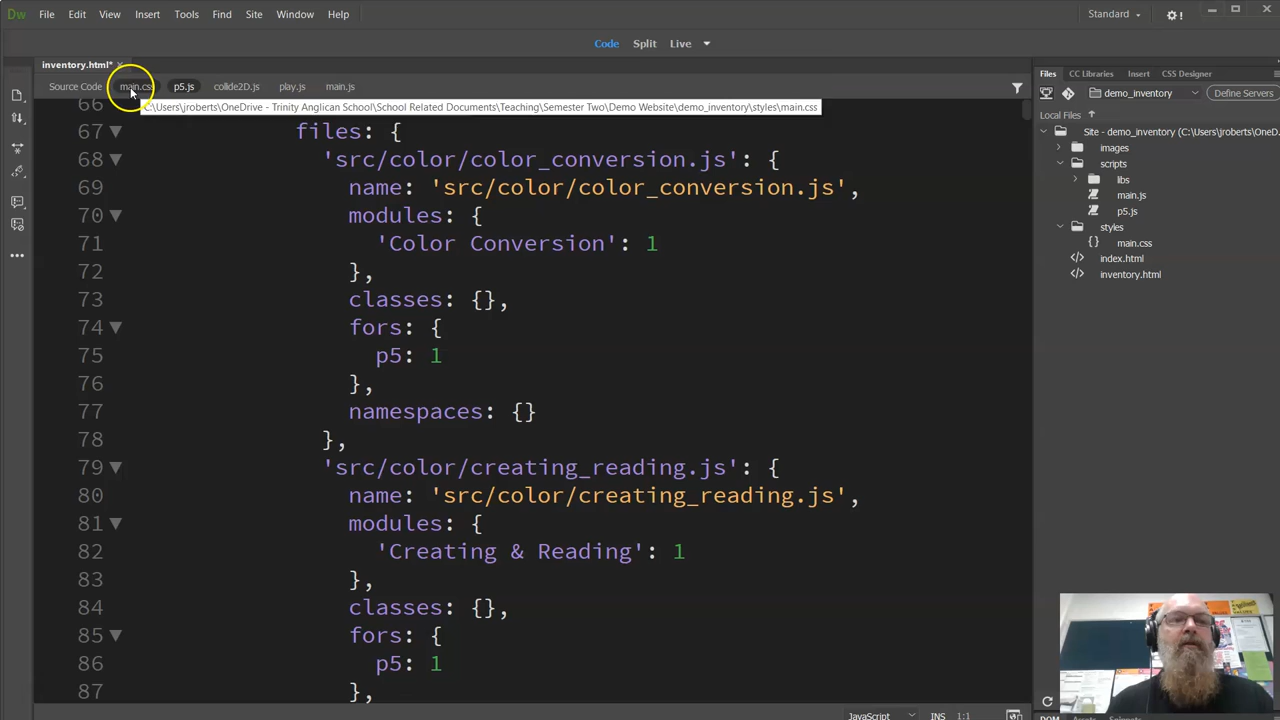 Dw File Edit View Insert Tools Find Site Window Help Standard
Code Split Live
inventory.html*
Source Code main.css p5.js collide2D.js play.js main.js
C:\Users\jroberts\OneDrive - Trinity Anglican School\School Related Documents\Teaching\Semester Two\Demo Website\demo_inventory\styles\main.css
66
67 files: {
68 'src/color/color_conversion.js': {
69 name: 'src/color/color_conversion.js',
70 modules: {
71 'Color Conversion': 1
72 },
73 classes: {},
74 fors: {
75 p5: 1
76 },
77 namespaces: {}
78 },
79 'src/color/creating_reading.js': {
80 name: 'src/color/creating_reading.js',
81 modules: {
82 'Creating & Reading': 1
83 },
84 classes: {},
85 fors: {
86 p5: 1
87 },
JavaScript INS 1:1
Files CC Libraries Insert CSS Designer
demo_inventory Define Servers
Local Files
Site - demo_inventory (C:\Users\jroberts\OneD...
images
scripts
libs
main.js
p5.js
styles
main.css
index.html
inventory.html
DOM Assets Snippets